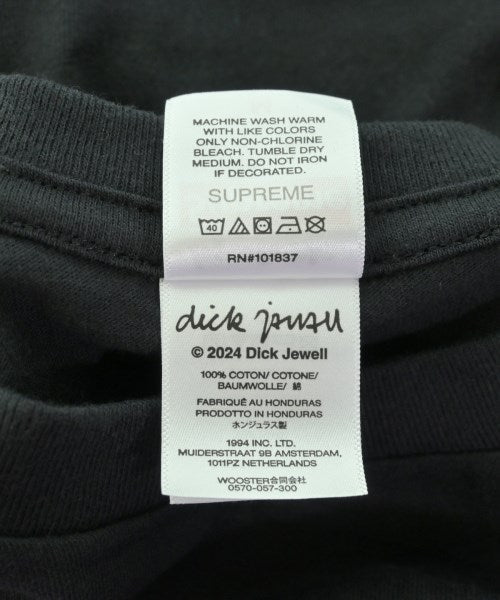 MACHINE WASH WARM
WITH LIKE COLORS
ONLY NON-CHLORINE
BLEACH. TUMBLE DRY
MEDIUM. DO NOT IRON
IF DECORATED.
SUPREME
40
RN#101837
dick jewell
© 2024 Dick Jewell
100% COTON/ COTONE/
BAUMWOLLE/ 綿
FABRIQUÉ AU HONDURAS
PRODOTTO IN HONDURAS
ホンジュラス製
1994 INC. LTD.
MUIDERSTRAAT 9B AMSTERDAM,
1011PZ NETHERLANDS
WOOSTER合同会社
0570-057-300